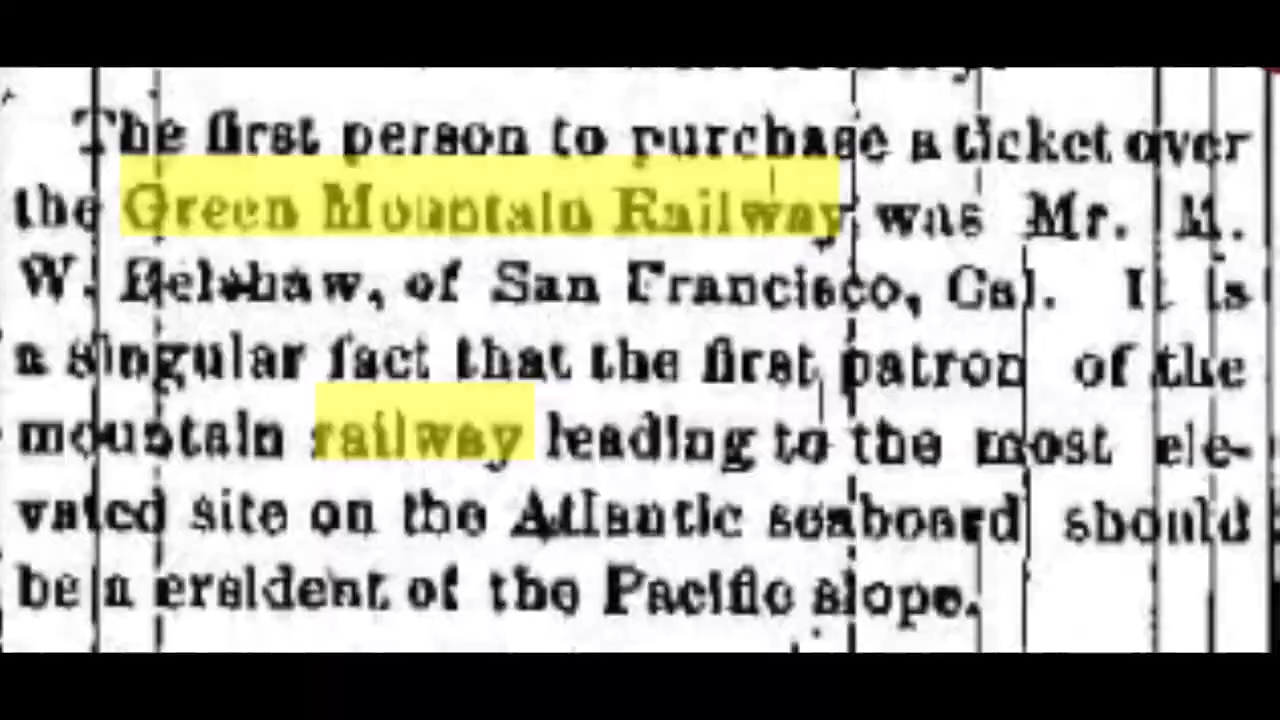 The first person to purchase a ticket over
the Green Mountain Railway was Mr. M.
W. Belshaw, of San Francisco, Cal. It is
a singular fact that the first patron of the
mountain railway leading to the most ele-
vated site on the Atlantic seaboard should
be a ersident of the Pacific slope.